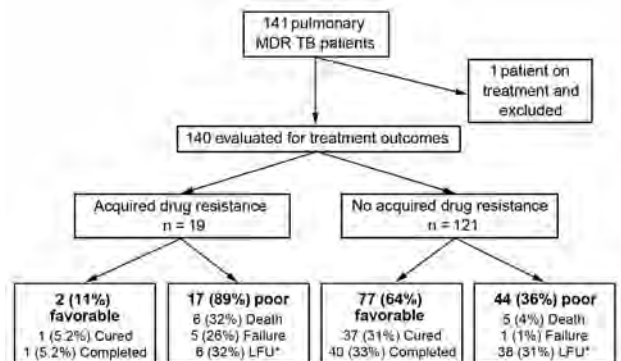 141 pulmonary
MDR TB patients
1 patient on
treatment and
excluded
140 evaluated for treatment outcomes
Acquired drug resistance
n = 19
No acquired drug resistance
n = 121
2 (11%)
favorable
1 (5.2%) Cured
1 (5.2%) Completed
17 (89%) poor
6 (32%) Death
5 (26%) Failure
6 (32%) LFU*
77 (64%)
favorable
37 (31%) Cured
40 (33%) Completed
44 (36%) poor
5 (4%) Death
1 (1%) Failure
38 (31%) LFU*